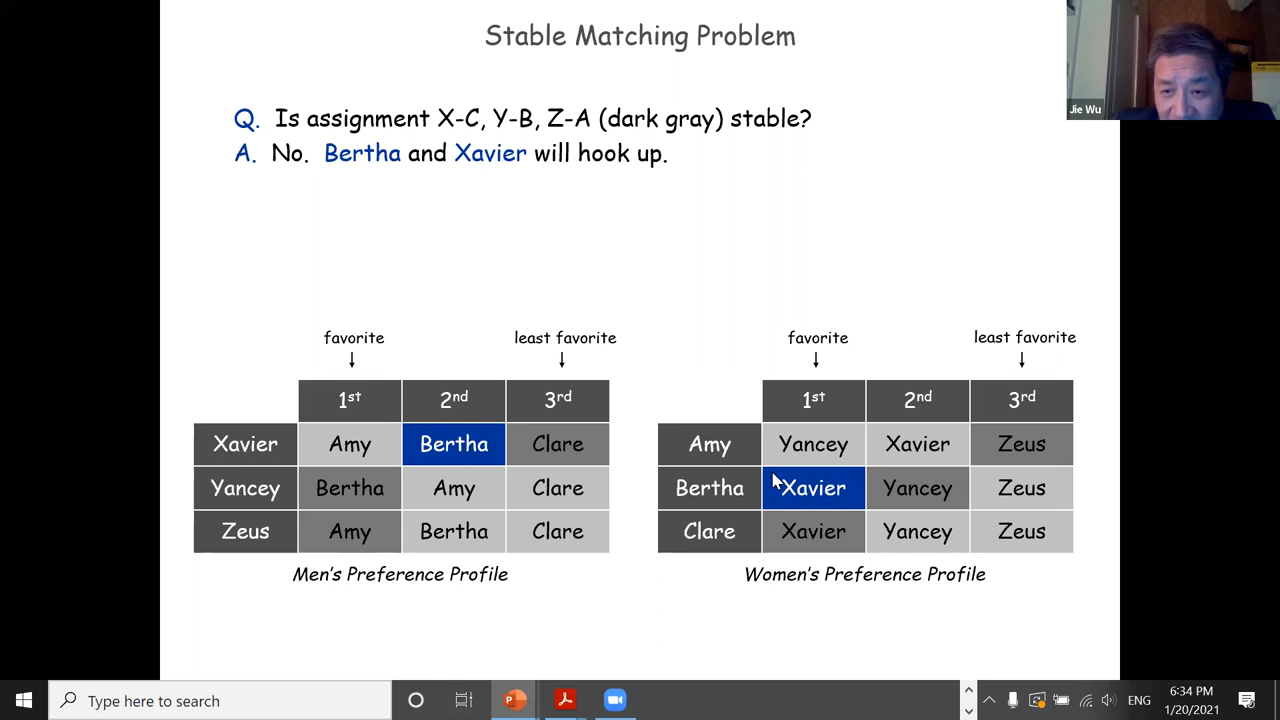 Stable Matching Problem
Jie Wu
Q. Is assignment X-C, Y-B, Z-A (dark gray) stable?
A. No. Bertha and Xavier will hook up.
favorite least favorite favorite least favorite
1st 2nd 3rd 1st 2nd 3rd
Xavier Amy Bertha Clare Amy Yancey Xavier Zeus
Yancey Bertha Amy Clare Bertha Xavier Yancey Zeus
Zeus Amy Bertha Clare Clare Xavier Yancey Zeus
Men's Preference Profile Women's Preference Profile
Type here to search ENG 6:34 PM
1/20/2021